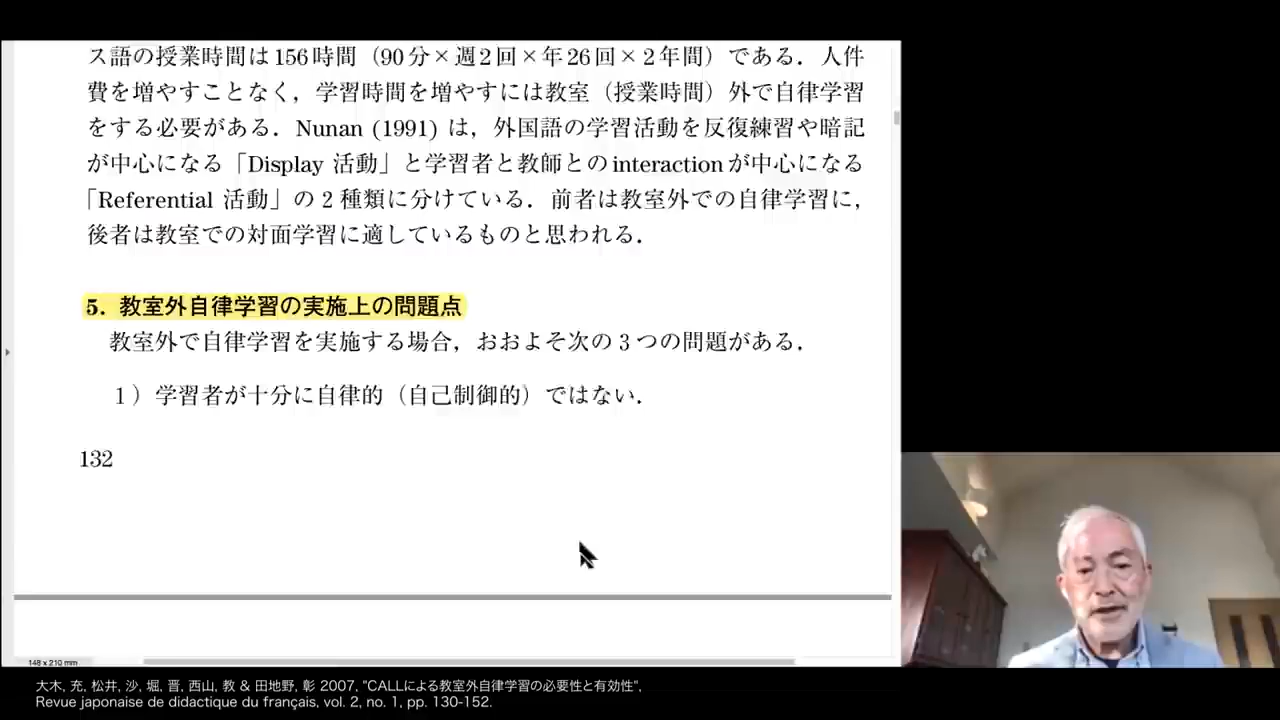 ス語の授業時間は156時間（90分×週2回×年26回×2年間）である．人件
費を増やすことなく，学習時間を増やすには教室（授業時間）外で自律学習
をする必要がある．Nunan (1991) は，外国語の学習活動を反復練習や暗記
が中心になる「Display 活動」と学習者と教師とのinteractionが中心になる
「Referential 活動」の2種類に分けている．前者は教室外での自律学習に，
後者は教室での対面学習に適しているものと思われる．
5．教室外自律学習の実施上の問題点
教室外で自律学習を実施する場合，おおよそ次の3つの問題がある．
1）学習者が十分に自律的（自己制御的）ではない．
132
148 x 210 mm
大木, 充, 松井, 沙, 堀, 晋, 西山, 教 & 田地野, 彰 2007, "CALLによる教室外自律学習の必要性と有効性",
Revue japonaise de didactique du français, vol. 2, no. 1, pp. 130-152.